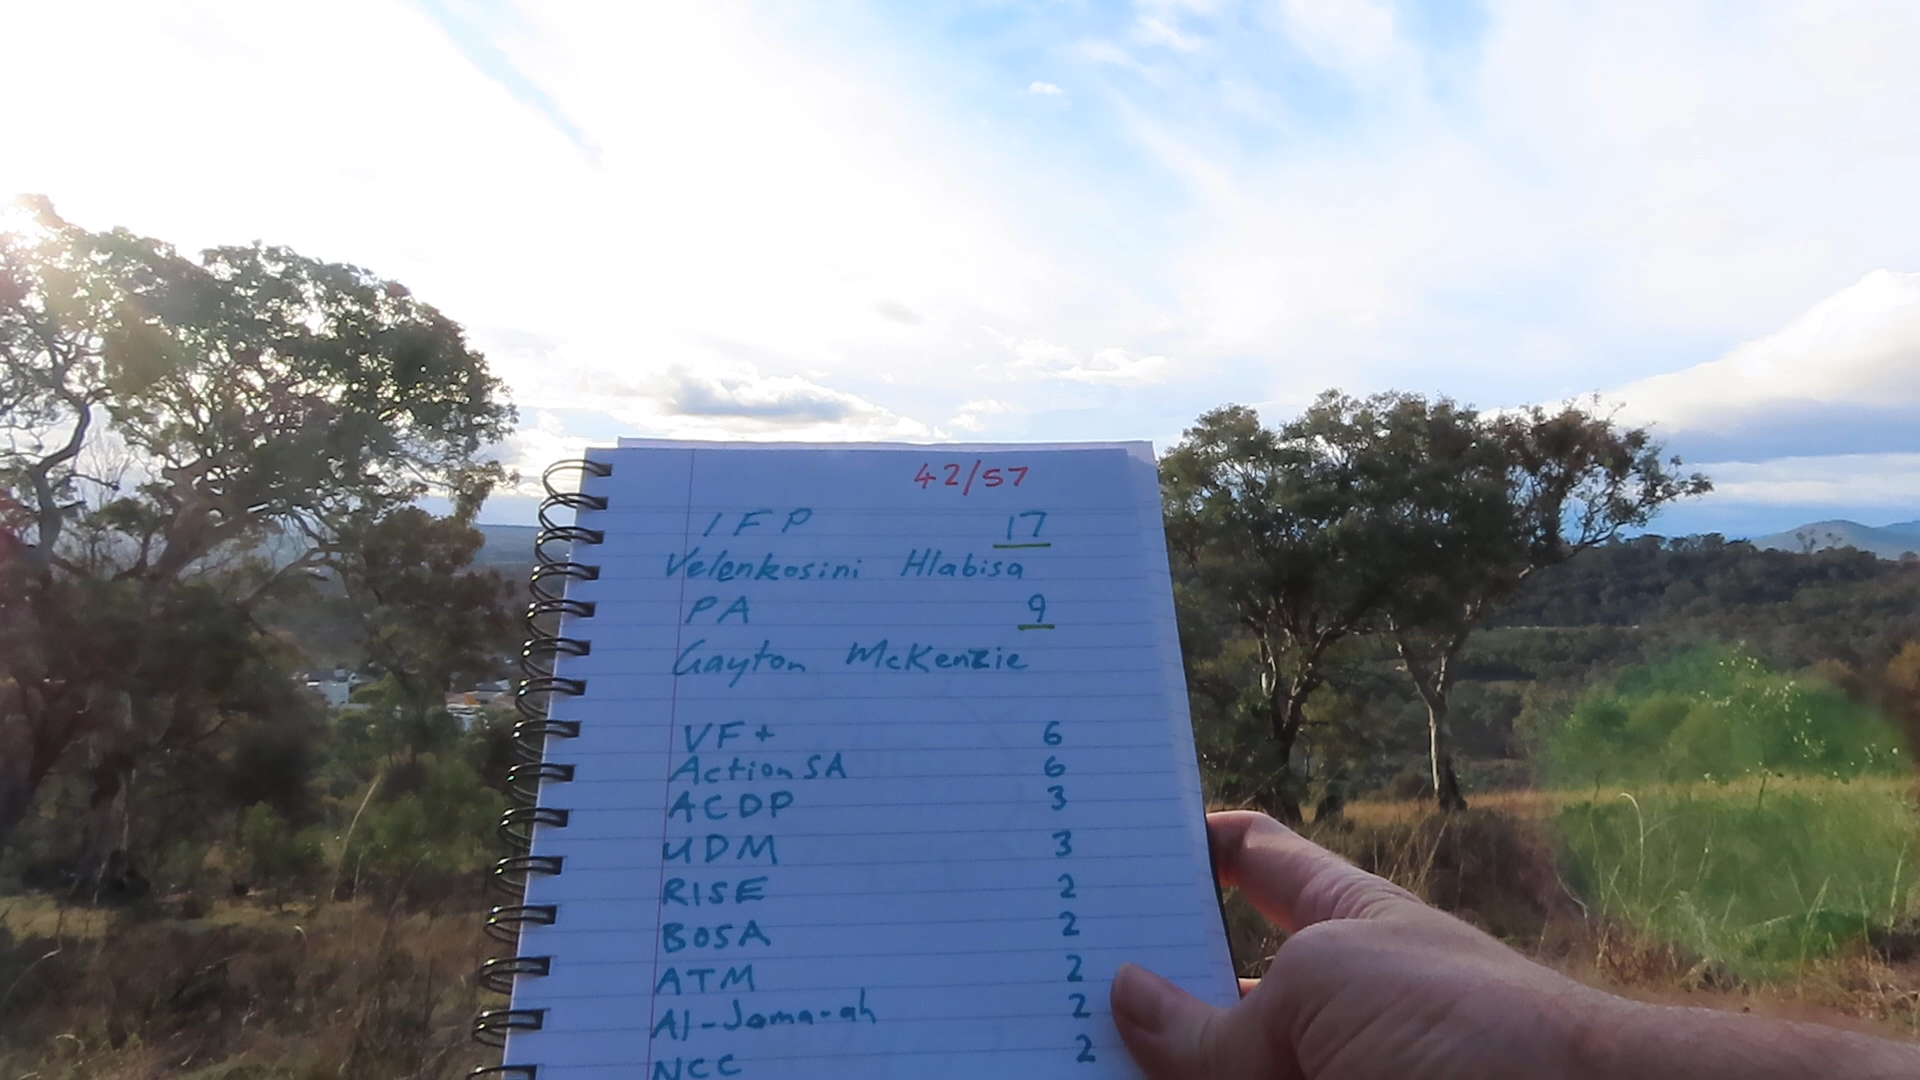 42/57
IFP 17
Velenkosini Hlabisa
PA 9
Gayton McKenzie
VF+ 6
ActionSA 6
ACDP 3
UDM 3
RISE 2
BOSA 2
ATM 2
Al-Jama-ah 2
NCC 2